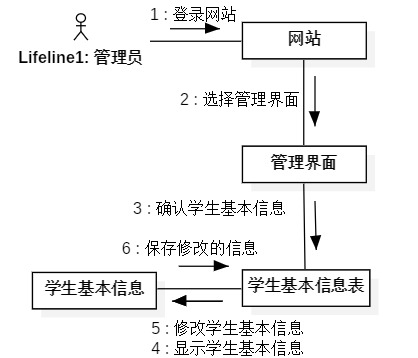 1 : 登录网站
网站
Lifeline1: 管理员
2 : 选择管理界面
管理界面
3 : 确认学生基本信息
6 : 保存修改的信息
学生基本信息
学生基本信息表
5 : 修改学生基本信息
4 : 显示学生基本信息